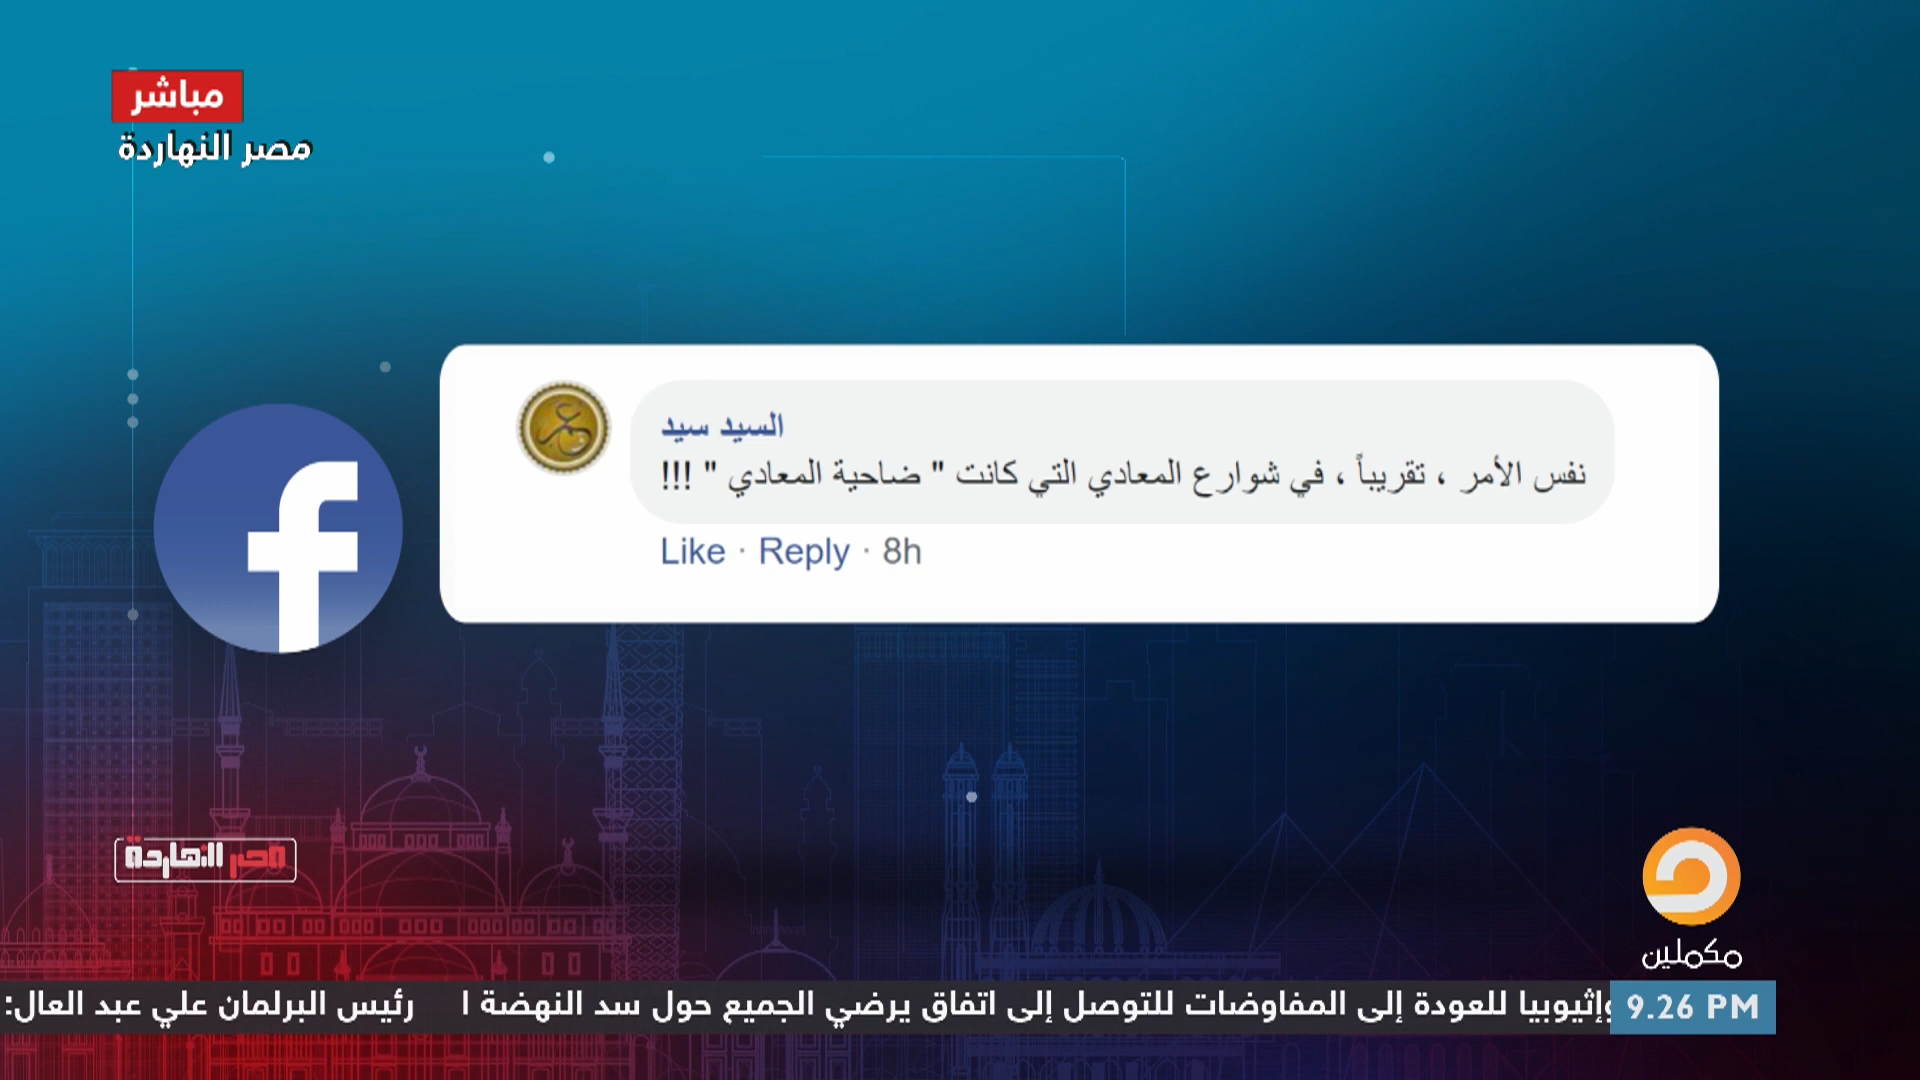 مباشر
مصر النهاردة
السيد سيد
نفس الأمر ، تقريباً ، في شوارع المعادي التي كانت " ضاحية المعادي " !!!
Like · Reply · 8h
مصر النهاردة
مكملين
وإثيوبيا للعودة إلى المفاوضات للتوصل إلى اتفاق يرضي الجميع حول سد النهضة ا رئيس البرلمان علي عبد العال:
9.26 PM